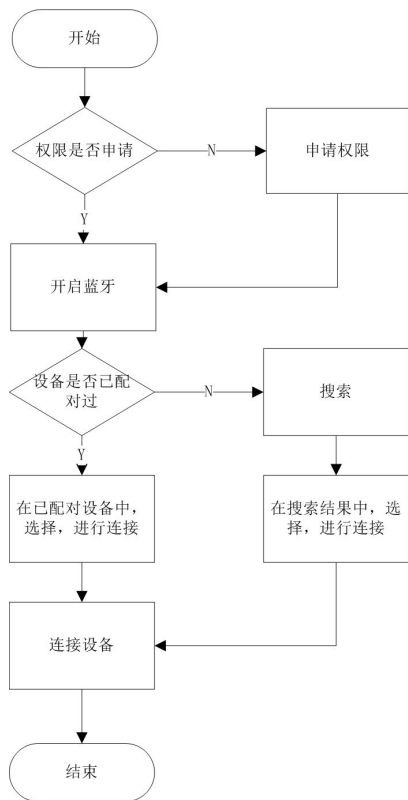 开始
权限是否申请
N
申请权限
Y
开启蓝牙
设备是否已配
对过
N
搜索
Y
在已配对设备中，
选择，进行连接
在搜索结果中，选
择，进行连接
连接设备
结束